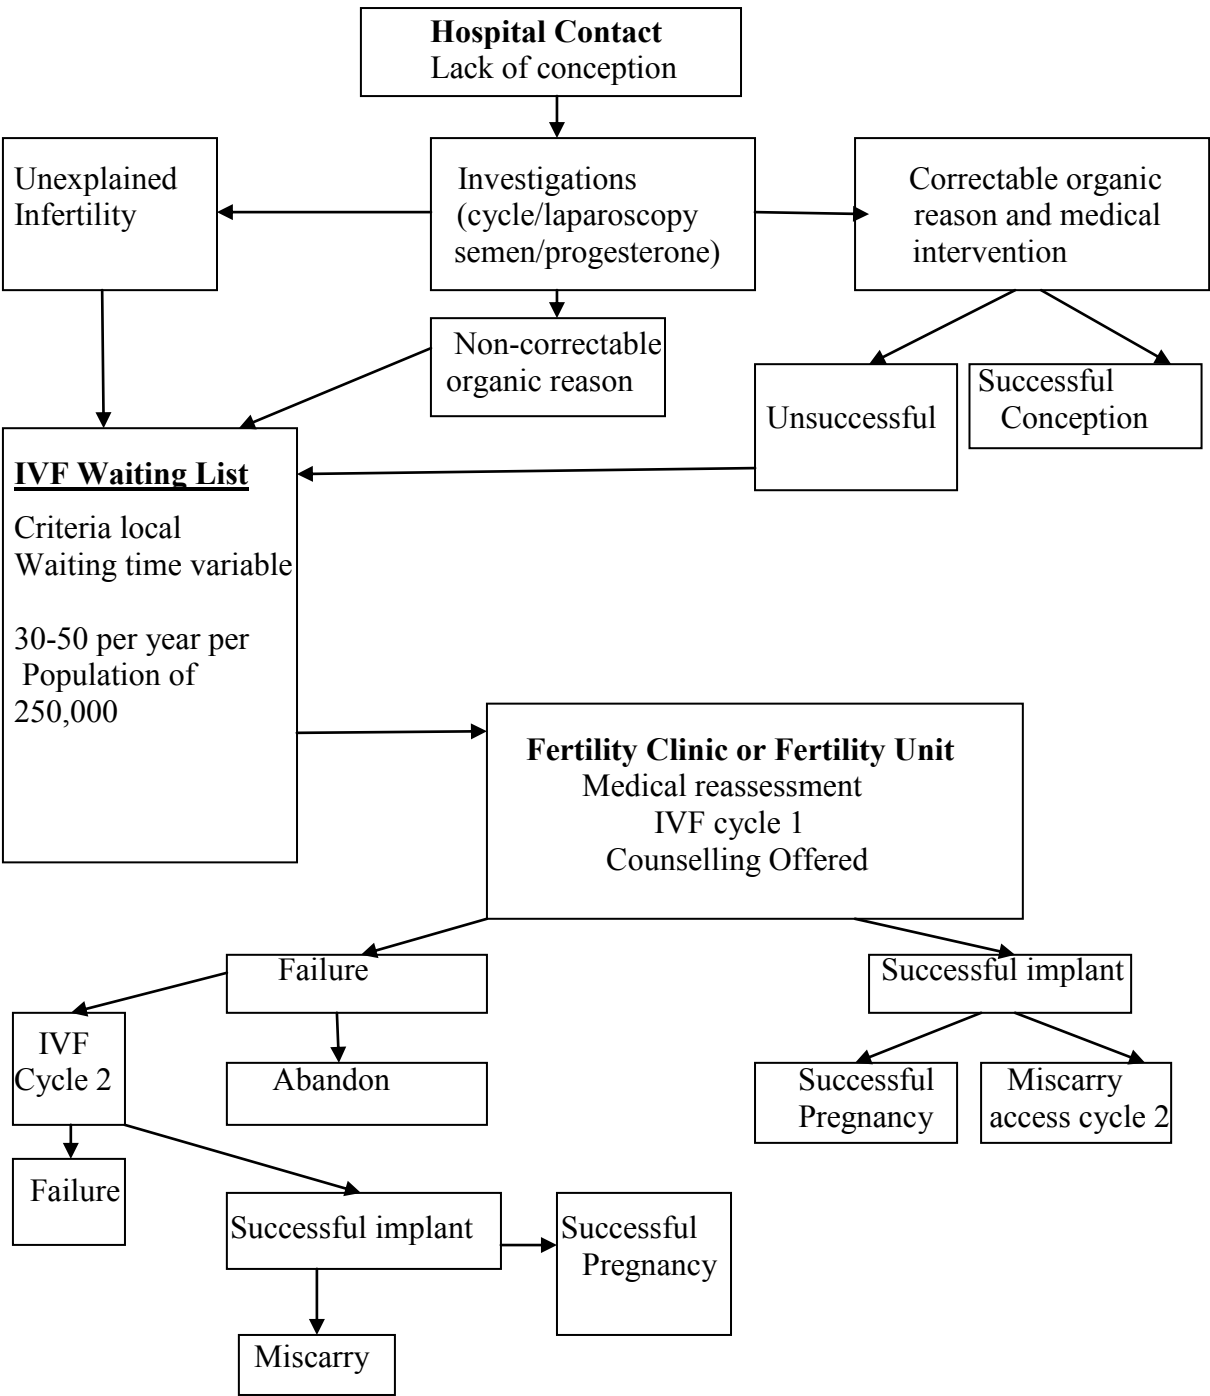 Hospital Contact
Lack of conception
Unexplained
Infertility
Investigations
(cycle/laparoscopy
semen/progesterone)
Correctable organic
reason and medical
intervention
Non-correctable
organic reason
Unsuccessful
Successful
Conception
IVF Waiting List
Criteria local
Waiting time variable
30-50 per year per
Population of
250,000
Fertility Clinic or Fertility Unit
Medical reassessment
IVF cycle 1
Counselling Offered
Failure
Successful implant
IVF
Cycle 2
Abandon
Successful
Pregnancy
Miscarry
access cycle 2
Failure
Successful implant
Successful
Pregnancy
Miscarry